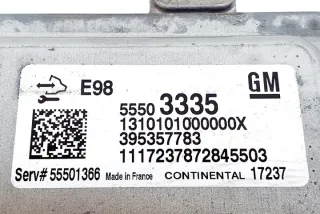 E98
GM
5550 3335
1310101000000X
395357783
1117237872845503
Serv# 55501366 Made in France CONTINENTAL 17237